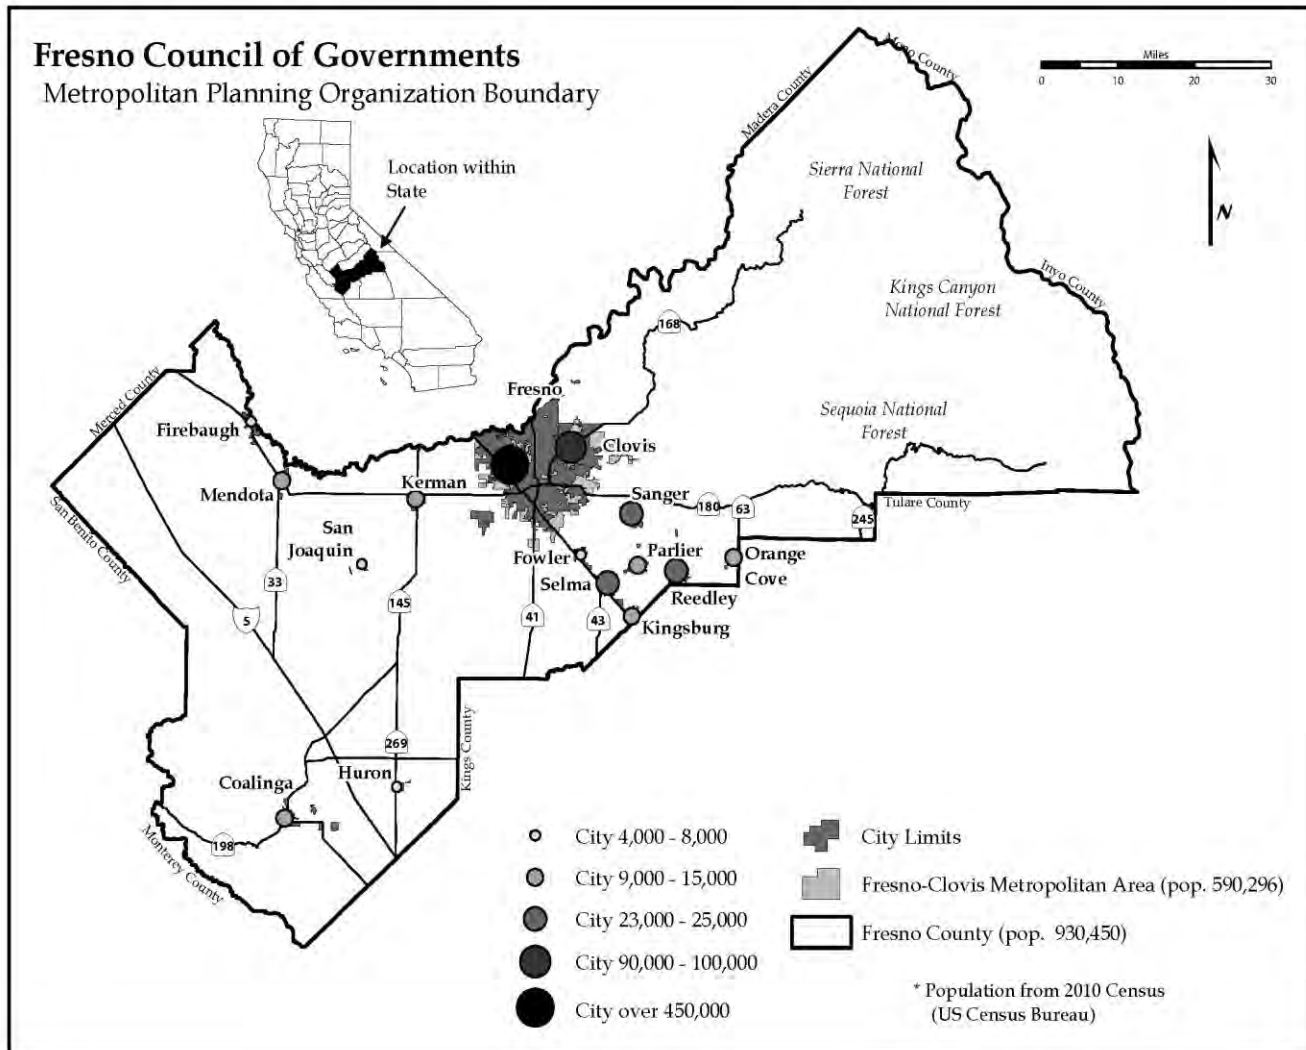 Fresno Council of Governments
Metropolitan Planning Organization Boundary
Location within
State
Miles
0 10 20 30
N
Mono County
Madera County
Inyo County
Merced County
San Benito County
Monterey County
Kings County
Tulare County
Sierra National
Forest
Kings Canyon
National Forest
Sequoia National
Forest
168
Fresno
Clovis
Firebaugh
Mendota
Kerman
Sanger
180
63
245
San
Joaquin
Fowler
Parlier
Orange
Cove
Selma
Reedley
Kingsburg
33
145
5
41
43
269
Huron
Coalinga
198
City 4,000 - 8,000
City 9,000 - 15,000
City 23,000 - 25,000
City 90,000 - 100,000
City over 450,000
City Limits
Fresno-Clovis Metropolitan Area (pop. 590,296)
Fresno County (pop. 930,450)
* Population from 2010 Census
(US Census Bureau)